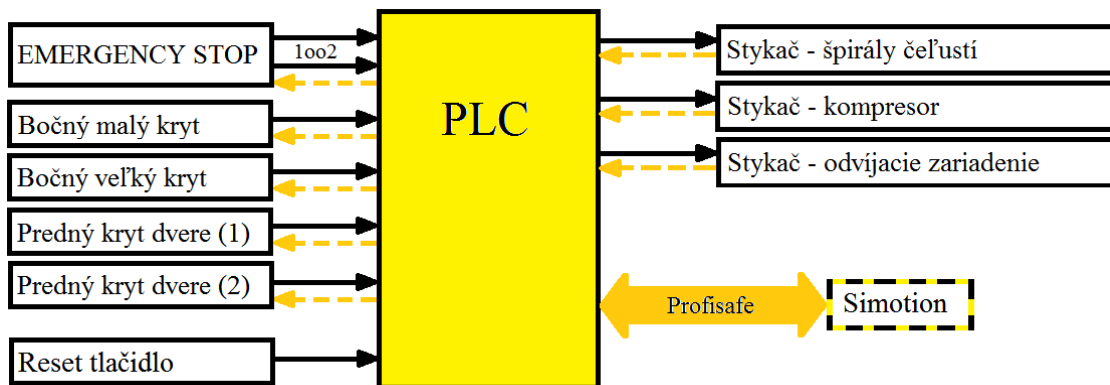 EMERGENCY STOP
1oo2
Bočný malý kryt
Bočný veľký kryt
Predný kryt dvere (1)
Predný kryt dvere (2)
Reset tlačidlo
PLC
Stykač - špirály čeľustí
Stykač - kompresor
Stykač - odvíjacie zariadenie
Profisafe
Simotion